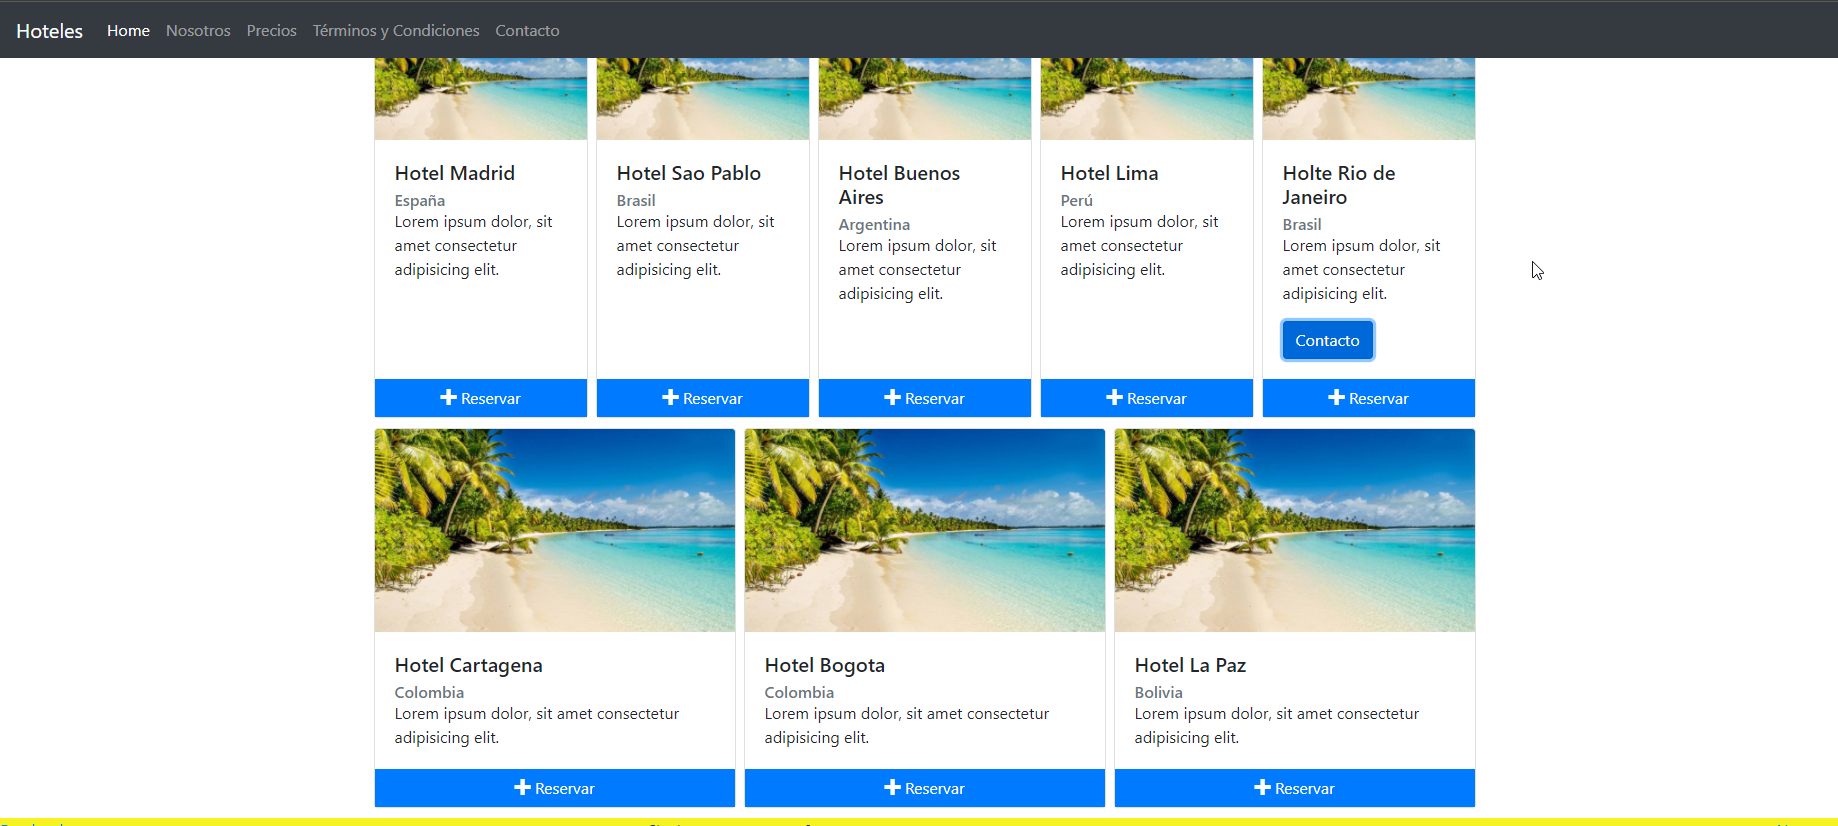 Hoteles Home Nosotros Precios Términos y Condiciones Contacto
Hotel Madrid
España
Lorem ipsum dolor, sit
amet consectetur
adipisicing elit.
Reservar
Hotel Sao Pablo
Brasil
Lorem ipsum dolor, sit
amet consectetur
adipisicing elit.
Reservar
Hotel Buenos
Aires
Argentina
Lorem ipsum dolor, sit
amet consectetur
adipisicing elit.
Reservar
Hotel Lima
Perú
Lorem ipsum dolor, sit
amet consectetur
adipisicing elit.
Reservar
Holte Rio de
Janeiro
Brasil
Lorem ipsum dolor, sit
amet consectetur
adipisicing elit.
Contacto
Reservar
Hotel Cartagena
Colombia
Lorem ipsum dolor, sit amet consectetur
adipisicing elit.
Reservar
Hotel Bogota
Colombia
Lorem ipsum dolor, sit amet consectetur
adipisicing elit.
Reservar
Hotel La Paz
Bolivia
Lorem ipsum dolor, sit amet consectetur
adipisicing elit.
Reservar